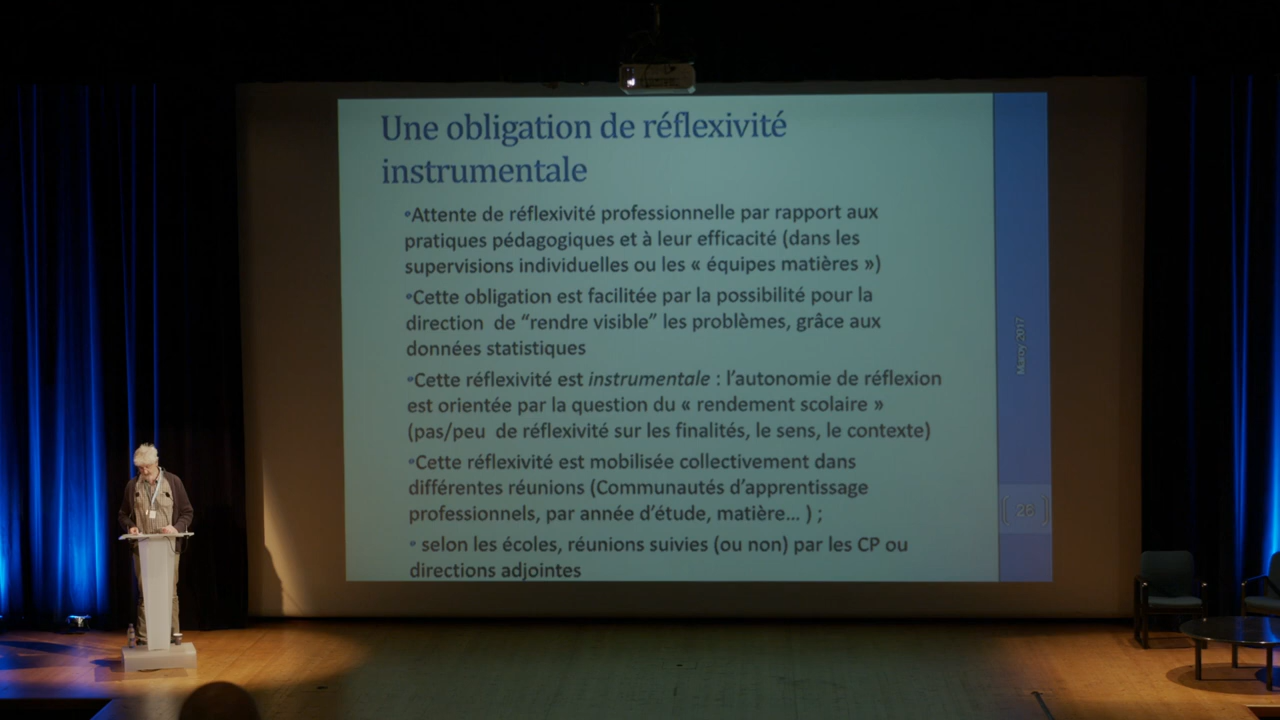 Une obligation de réflexivité
instrumentale
•Attente de réflexivité professionnelle par rapport aux
pratiques pédagogiques et à leur efficacité (dans les
supervisions individuelles ou les « équipes matières »)
•Cette obligation est facilitée par la possibilité pour la
direction de “rendre visible” les problèmes, grâce aux
données statistiques
•Cette réflexivité est instrumentale : l’autonomie de réflexion
est orientée par la question du « rendement scolaire »
(pas/peu de réflexivité sur les finalités, le sens, le contexte)
•Cette réflexivité est mobilisée collectivement dans
différentes réunions (Communautés d’apprentissage
professionnels, par année d’étude, matière... ) ;
• selon les écoles, réunions suivies (ou non) par les CP ou
directions adjointes
Maroy 2017
26